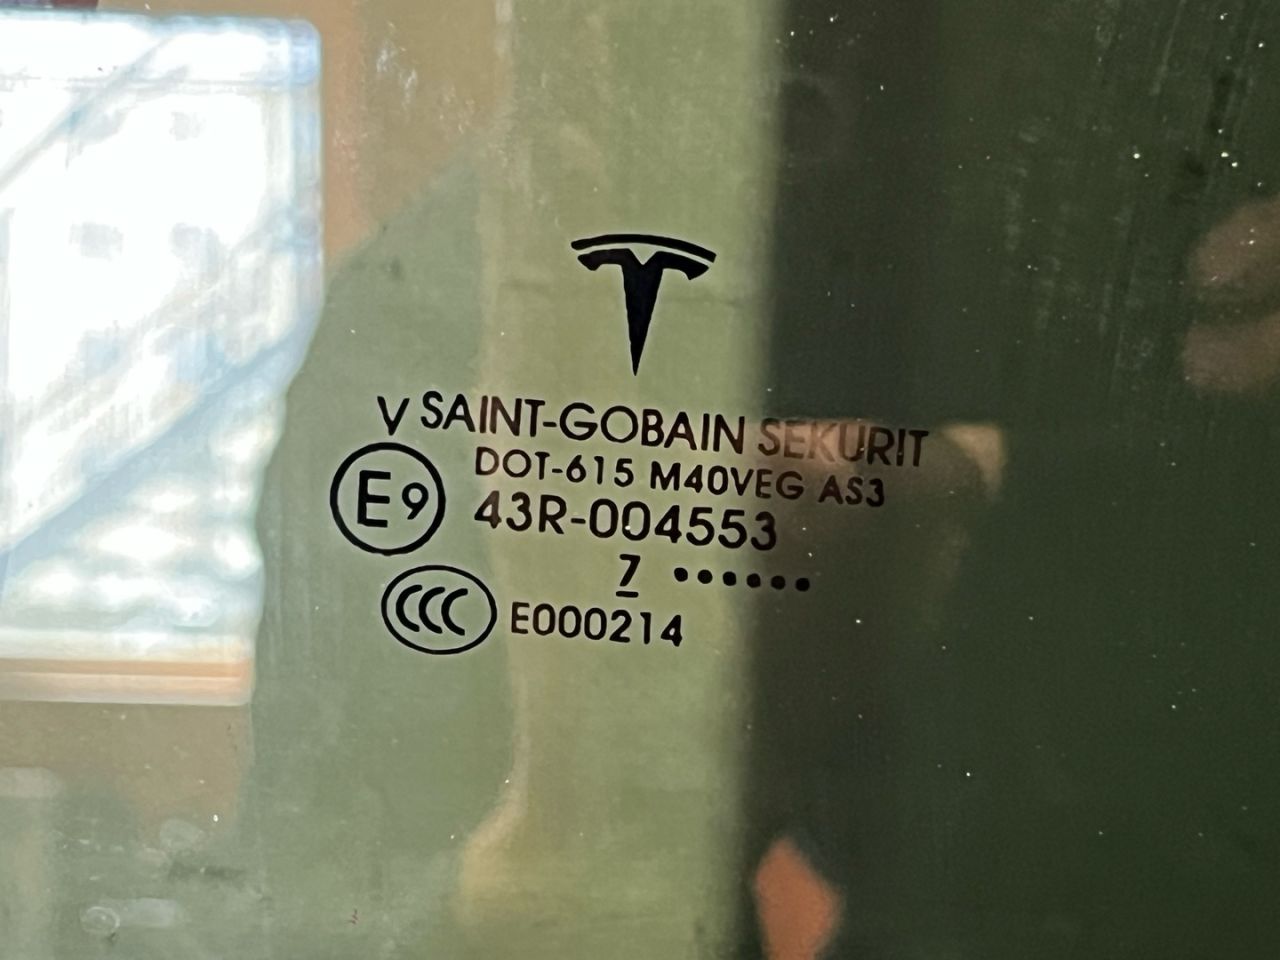 V SAINT-GOBAIN SEKURIT
DOT-615 M40VEG AS3
E9 43R-004553
7 ••••••
CCC E000214